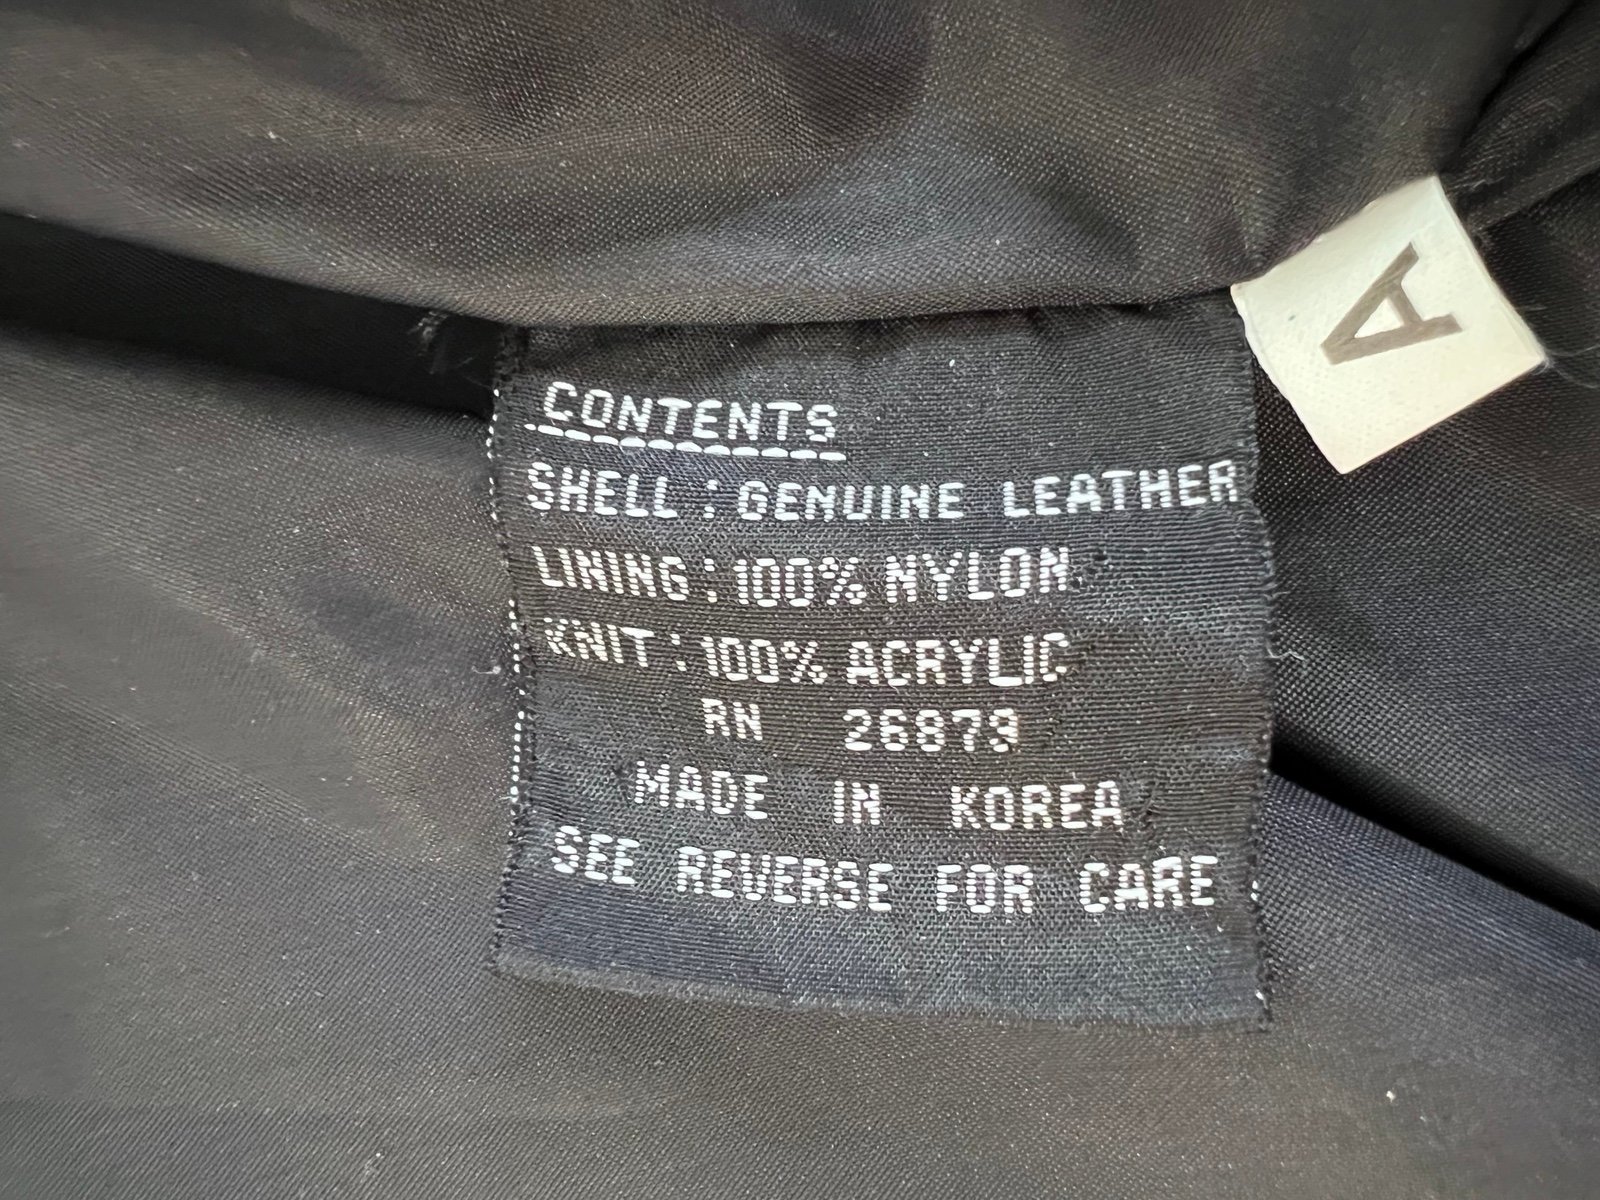 CONTENTS
SHELL : GENUINE LEATHER
LINING : 100% NYLON
KNIT : 100% ACRYLIC
RN 26879
MADE IN KOREA
SEE REVERSE FOR CARE
A